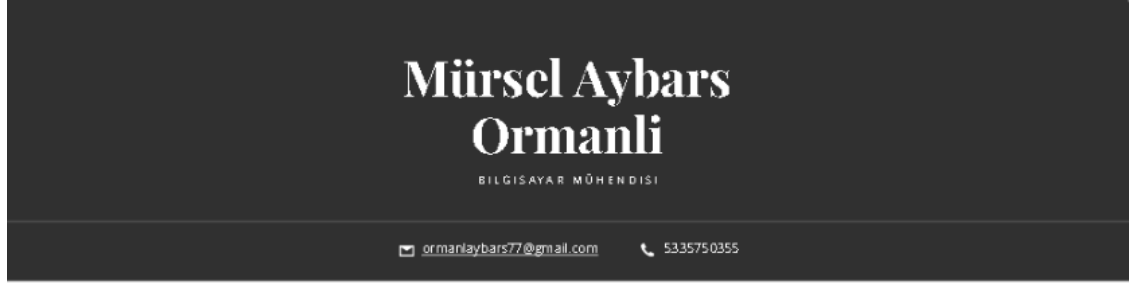 Mürsel Aybars
Ormanli
BILGISAYAR MÜHENDISI
ormanlaybars77@gmail.com 5335750355